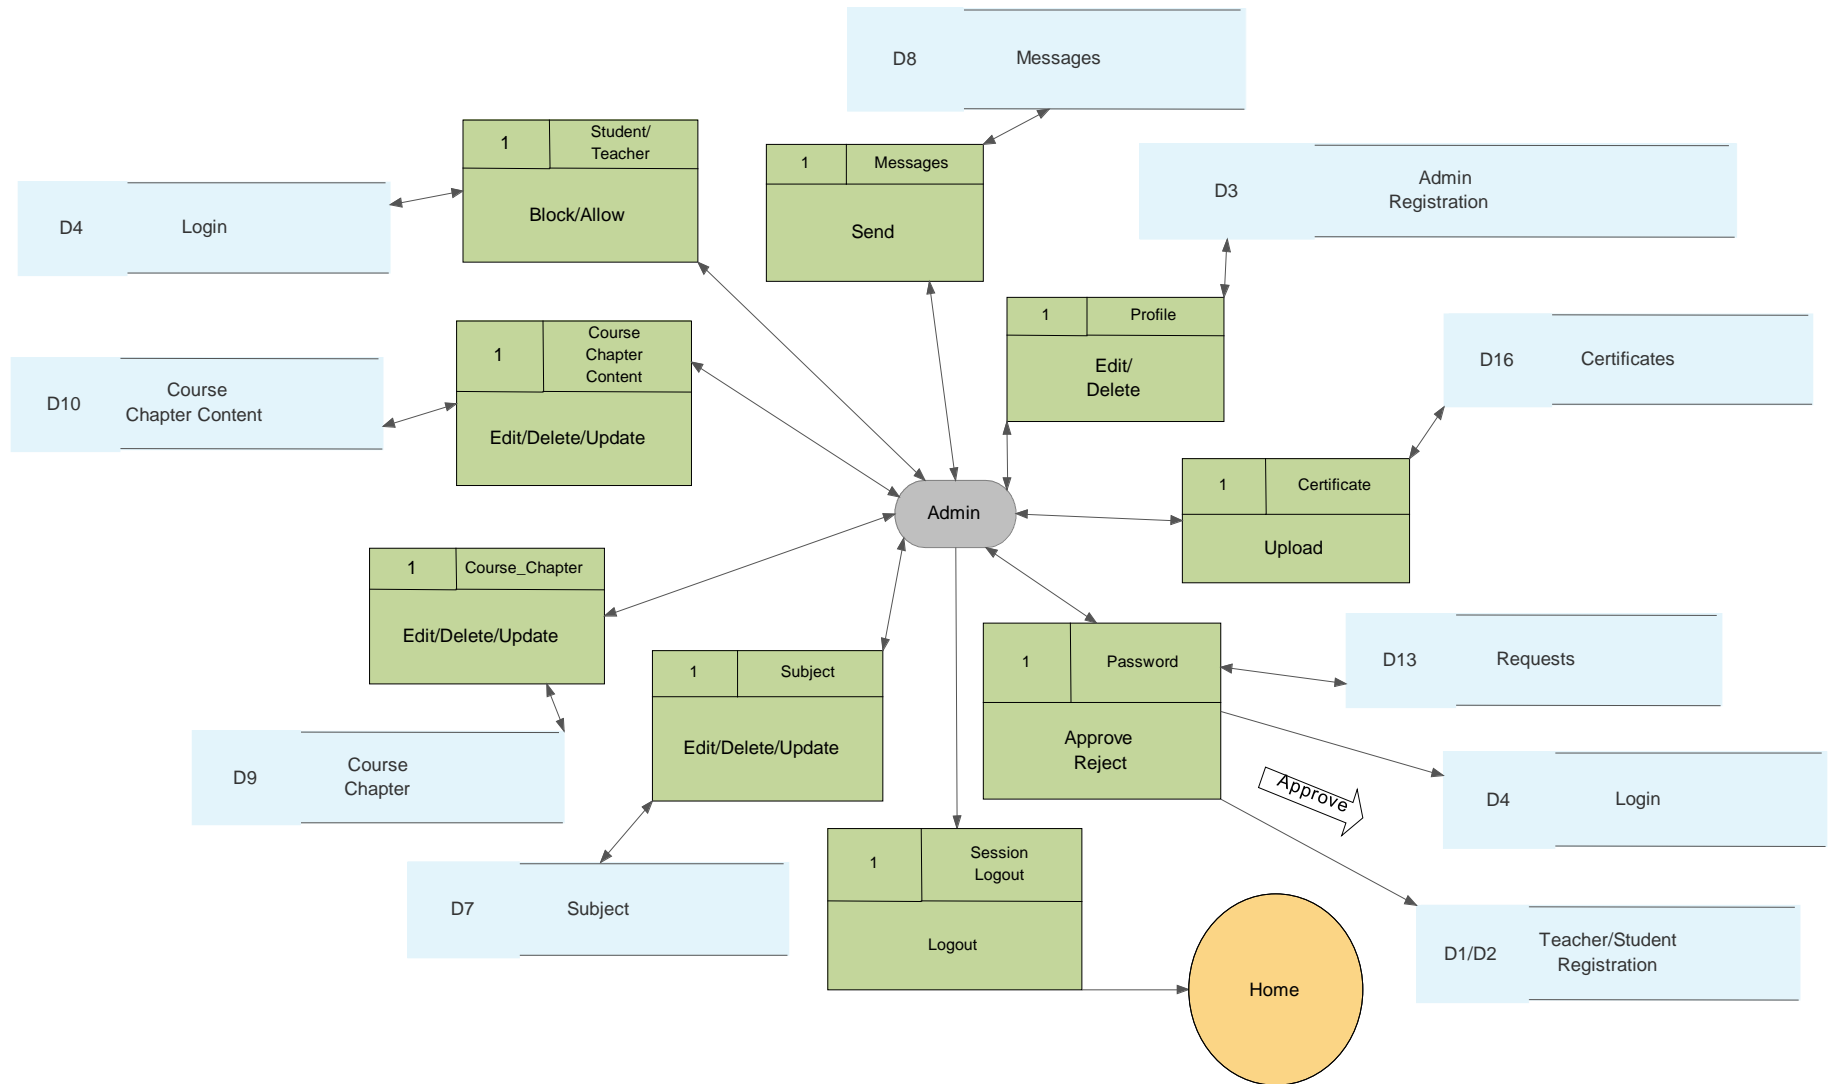 D8
Messages
1
Student/
Teacher
Block/Allow
1
Messages
Send
D3
Admin
Registration
D4
Login
1
Profile
Edit/
Delete
1
Course
Chapter
Content
Edit/Delete/Update
D10
Course
Chapter Content
D16
Certificates
1
Certificate
Upload
Admin
1
Course_Chapter
Edit/Delete/Update
1
Subject
Edit/Delete/Update
1
Password
Approve
Reject
D13
Requests
D9
Course
Chapter
Approve
D4
Login
D7
Subject
1
Session
Logout
Logout
D1/D2
Teacher/Student
Registration
Home